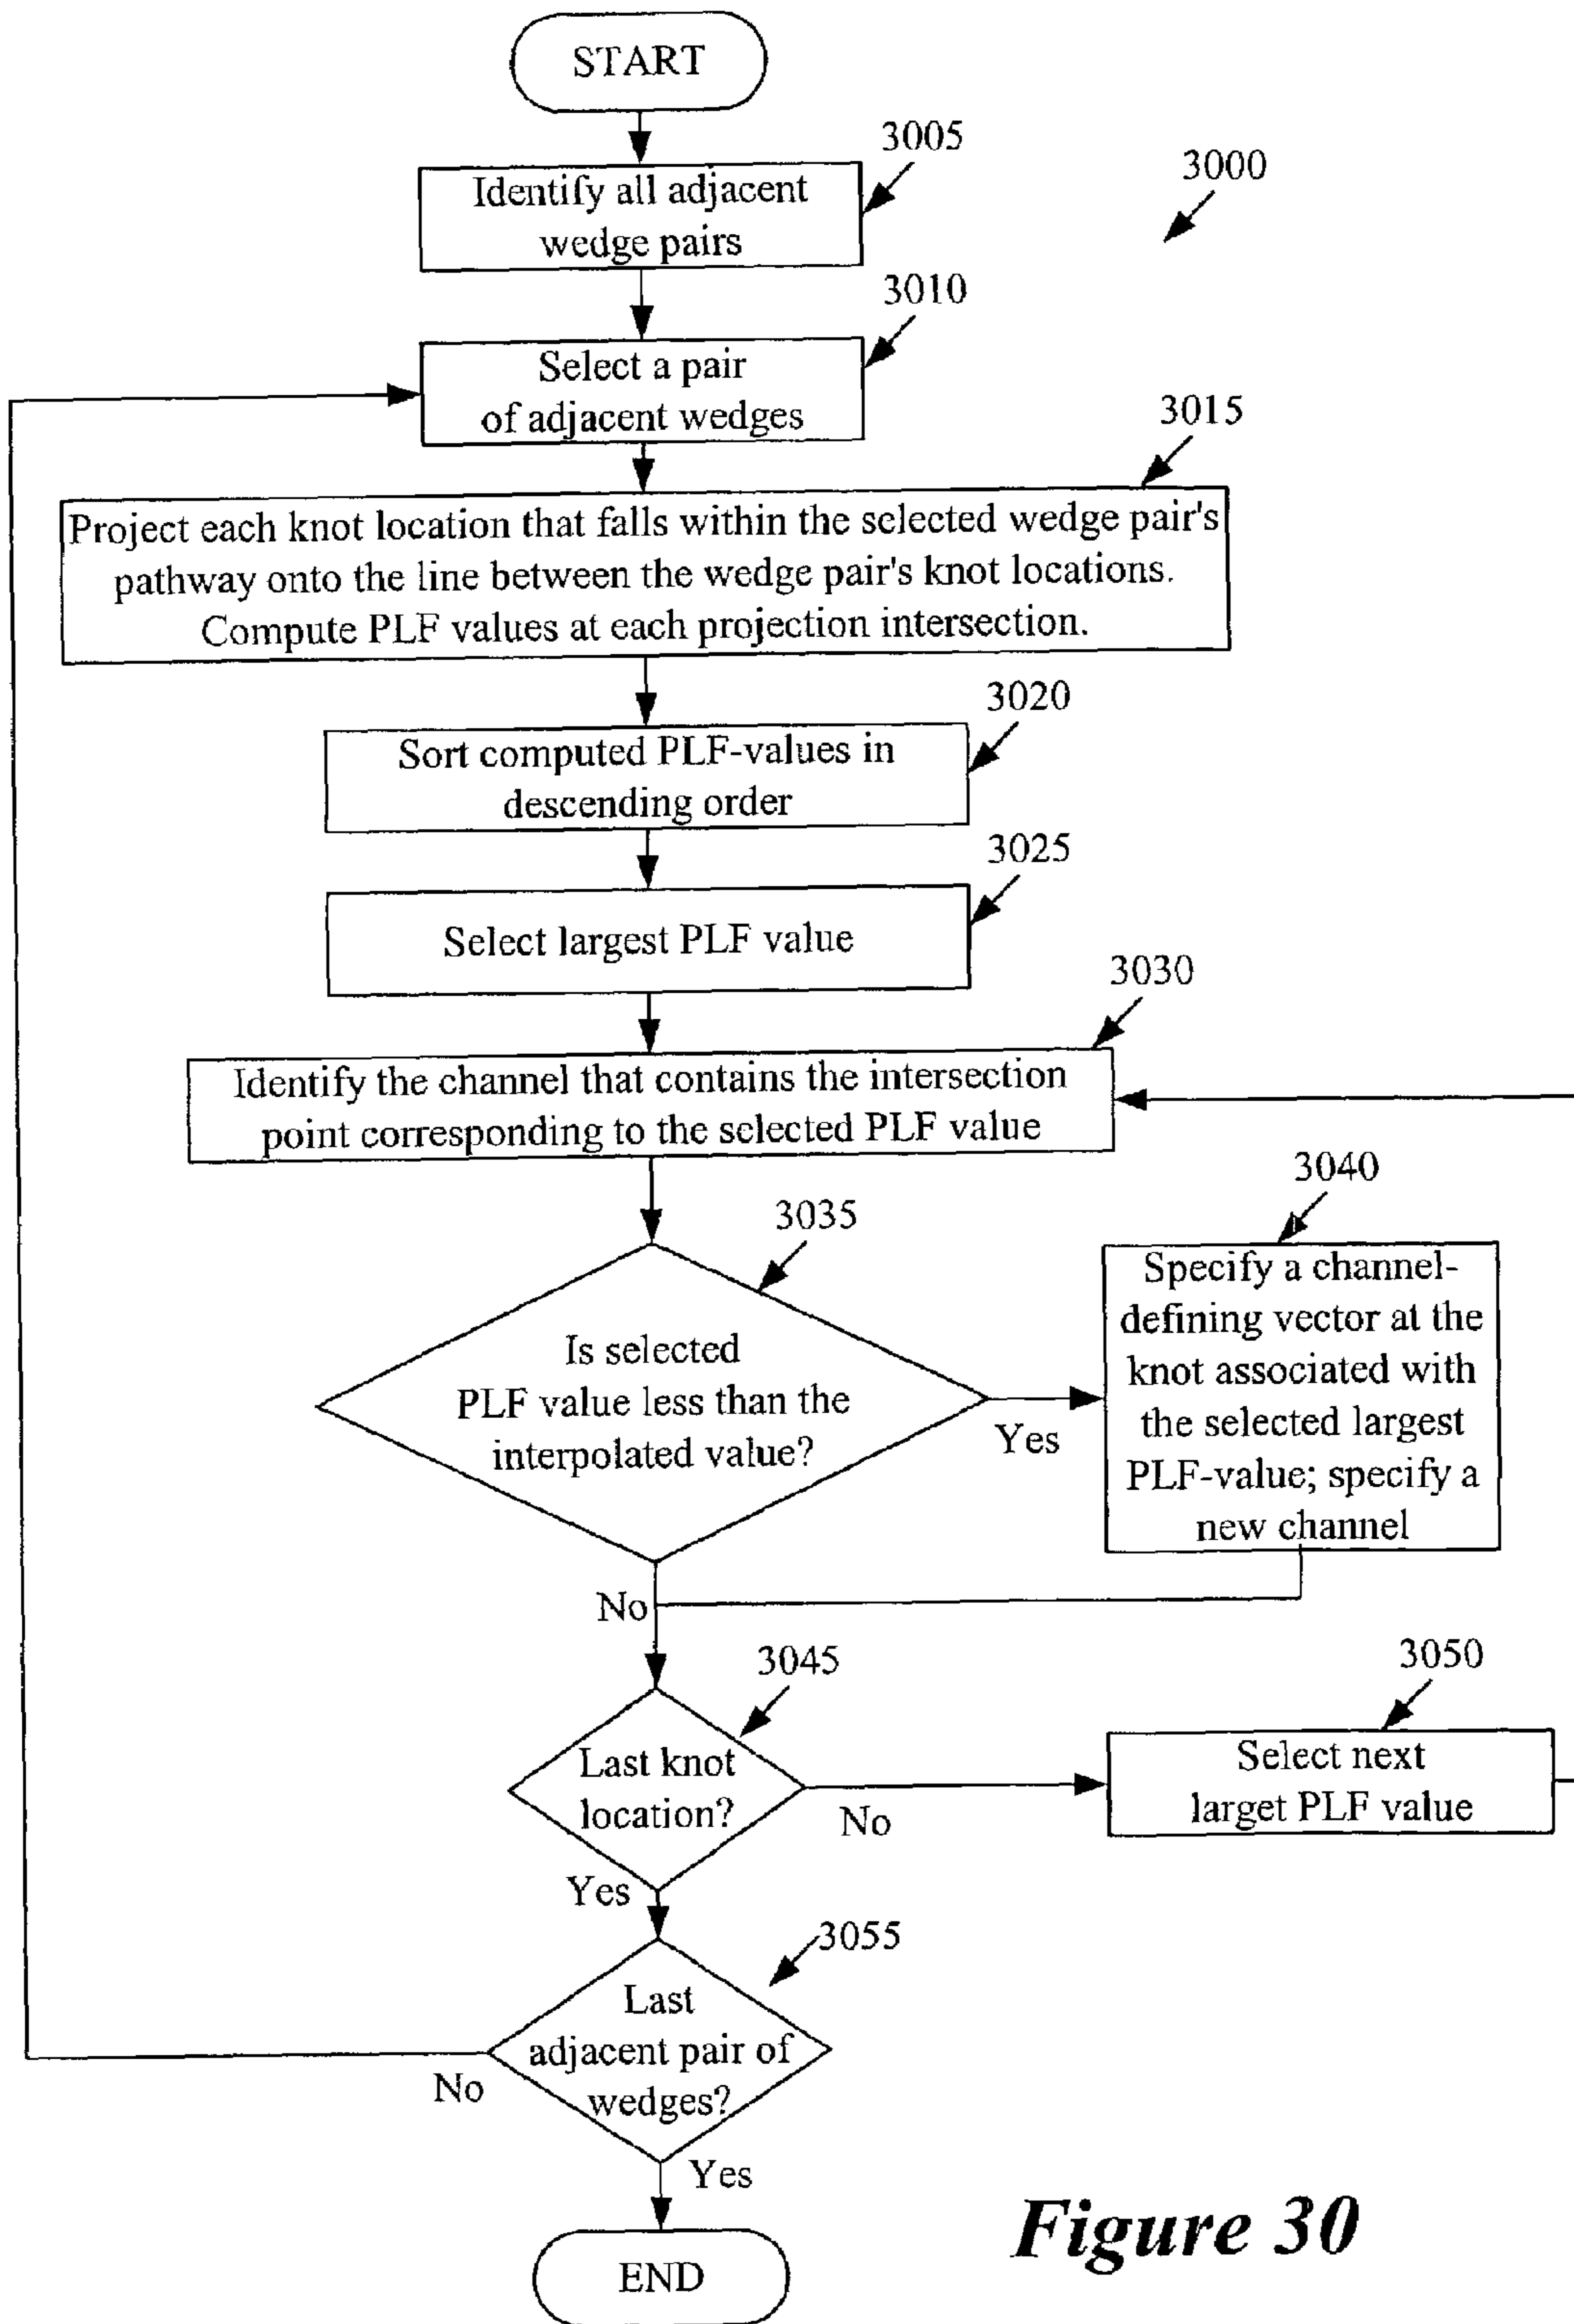 START
3005
Identify all adjacent
wedge pairs
3000
3010
Select a pair
of adjacent wedges
3015
Project each knot location that falls within the selected wedge pair's
pathway onto the line between the wedge pair's knot locations.
Compute PLF values at each projection intersection.
3020
Sort computed PLF-values in
descending order
3025
Select largest PLF value
3030
Identify the channel that contains the intersection
point corresponding to the selected PLF value
3035
Is selected
PLF value less than the
interpolated value?
Yes
3040
Specify a channel-
defining vector at the
knot associated with
the selected largest
PLF-value; specify a
new channel
No
3045
Last knot
location?
No
3050
Select next
larget PLF value
Yes
3055
Last
adjacent pair of
wedges?
No
Yes
END
Figure 30